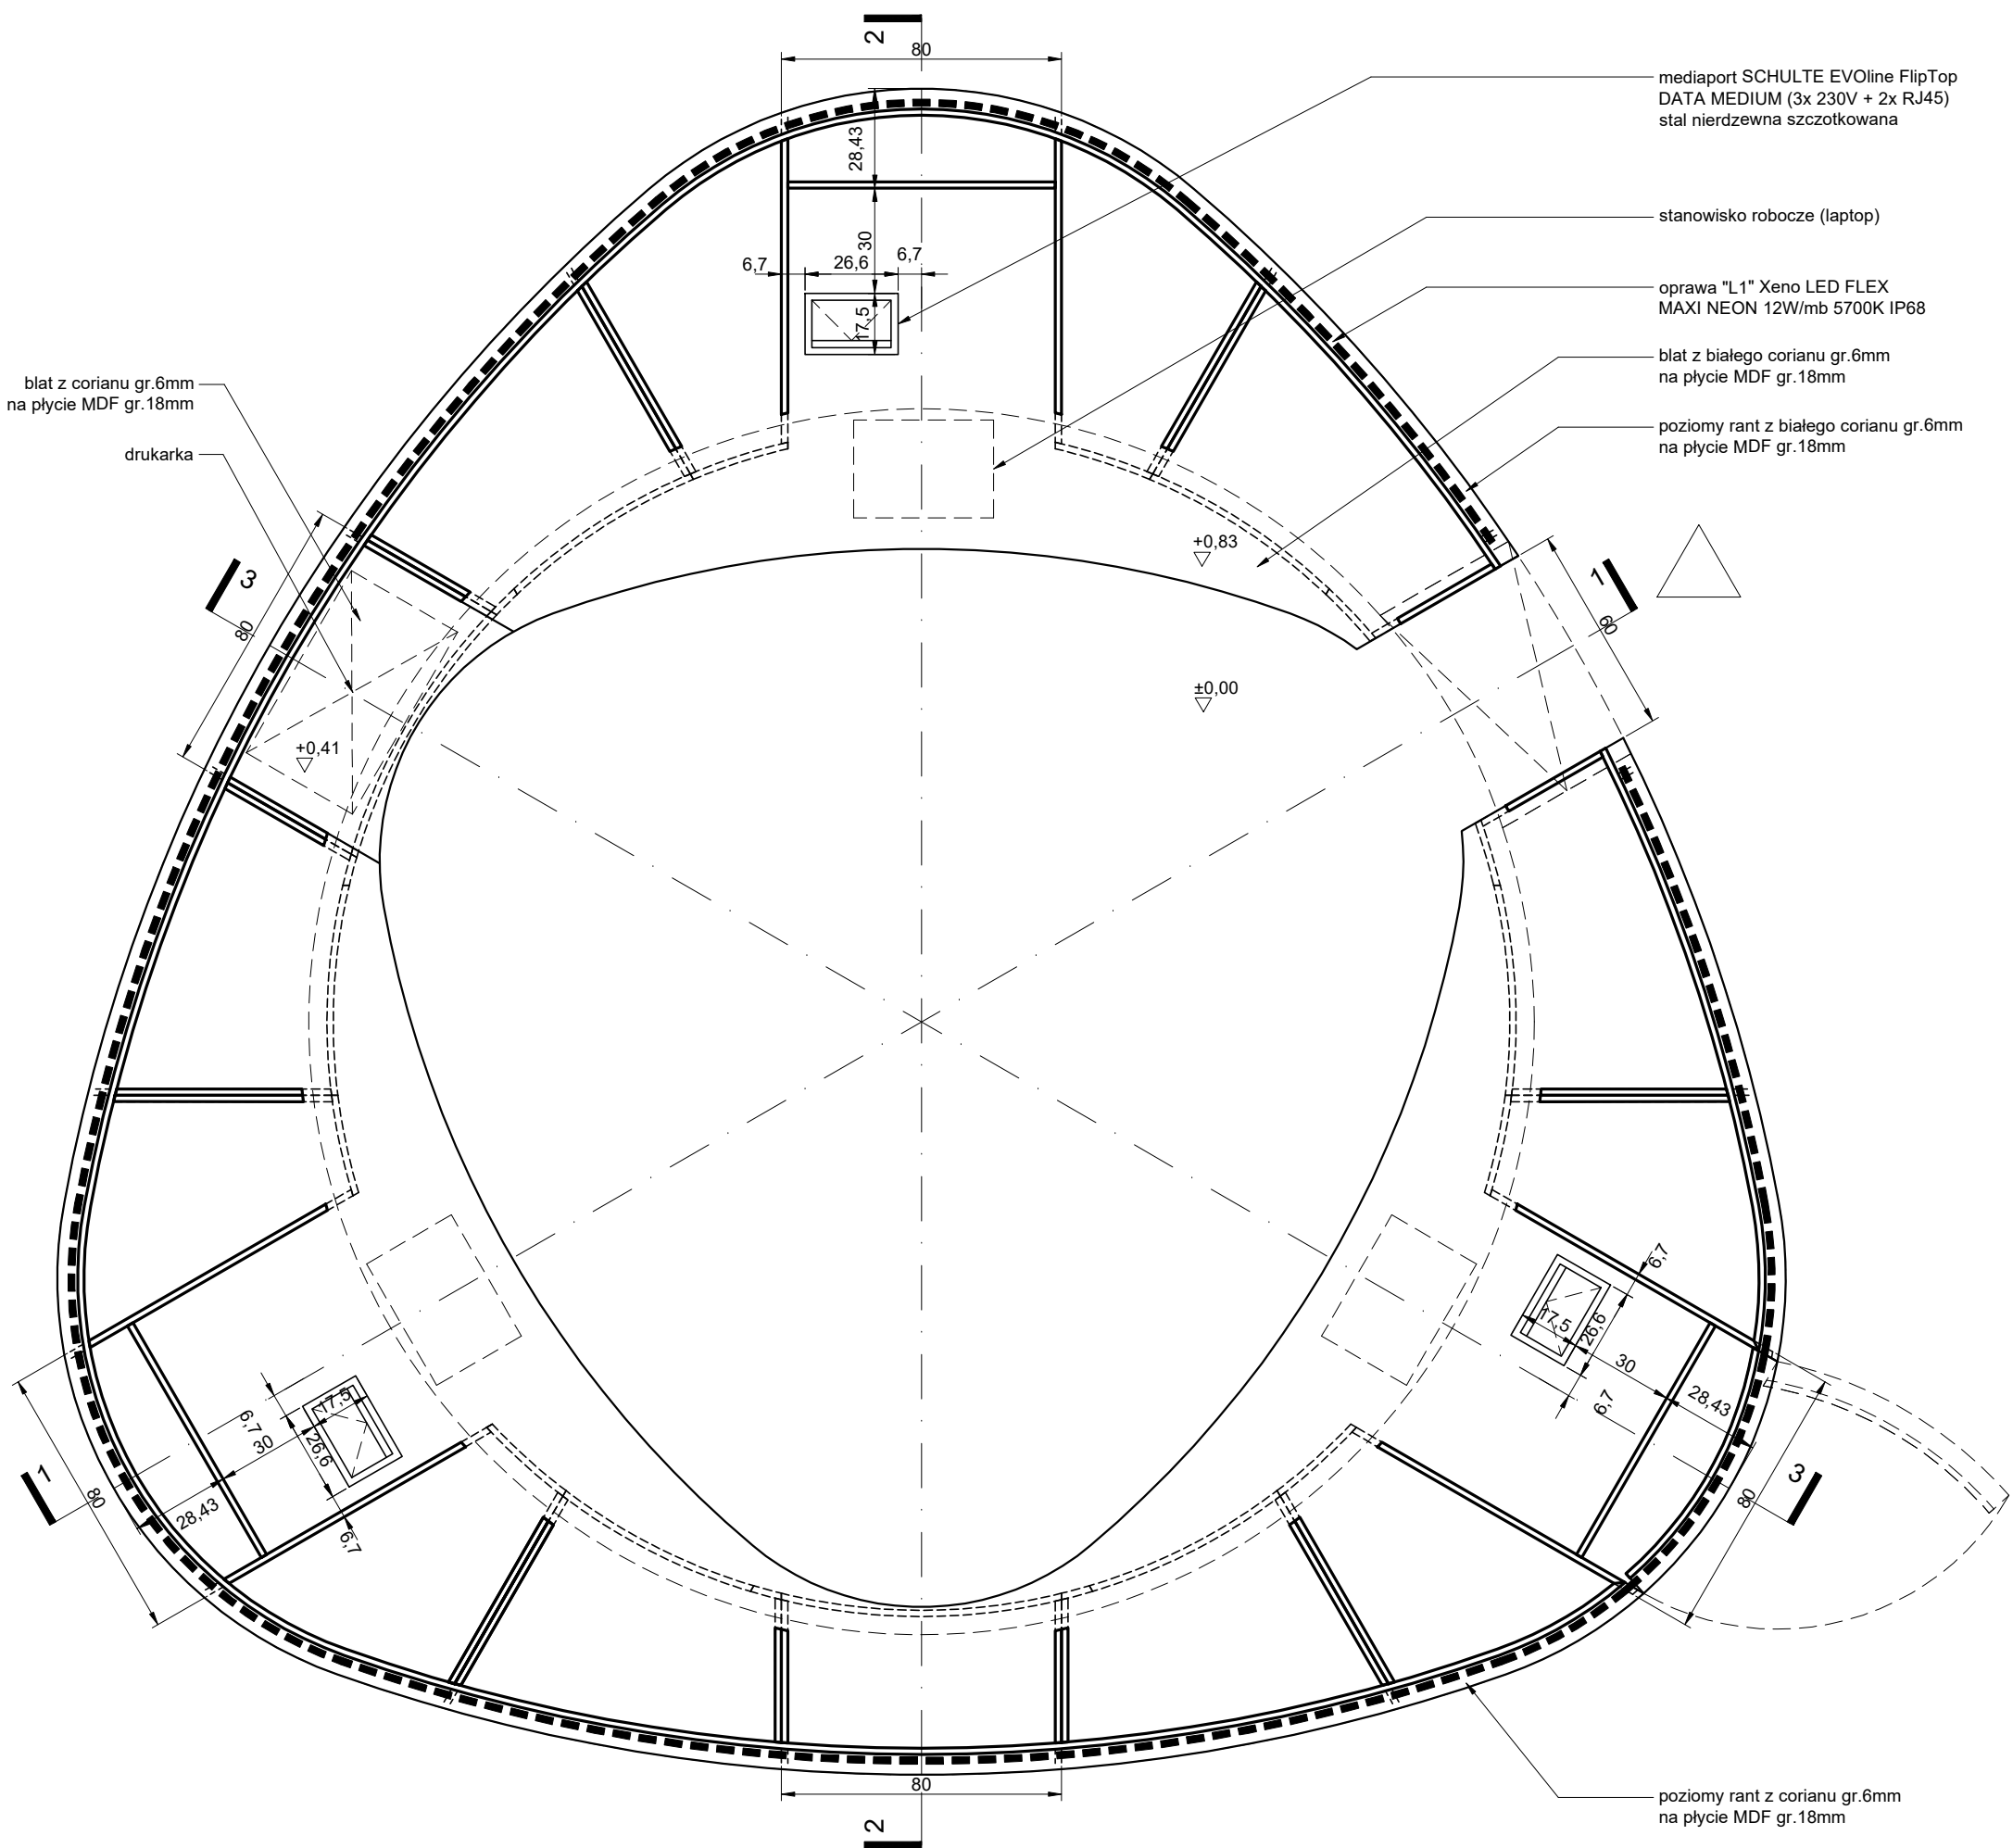 2
80
mediaport SCHULTE EVOline FlipTop
DATA MEDIUM (3x 230V + 2x RJ45)
stal nierdzewna szczotkowana
28,43
stanowisko robocze (laptop)
30
6,7
26,6
6,7
oprawa "L1" Xeno LED FLEX
MAXI NEON 12W/mb 5700K IP68
17,5
blat z białego corianu gr.6mm
na płycie MDF gr.18mm
blat z corianu gr.6mm
na płycie MDF gr.18mm
poziomy rant z białego corianu gr.6mm
na płycie MDF gr.18mm
drukarka
+0,83
3
1
80
60
±0,00
+0,41
6,7
17,5
26,6
30
6,7
28,43
17,5
6,7
30
26,6
28,43
6,7
1
80
3
80
80
poziomy rant z corianu gr.6mm
na płycie MDF gr.18mm
2